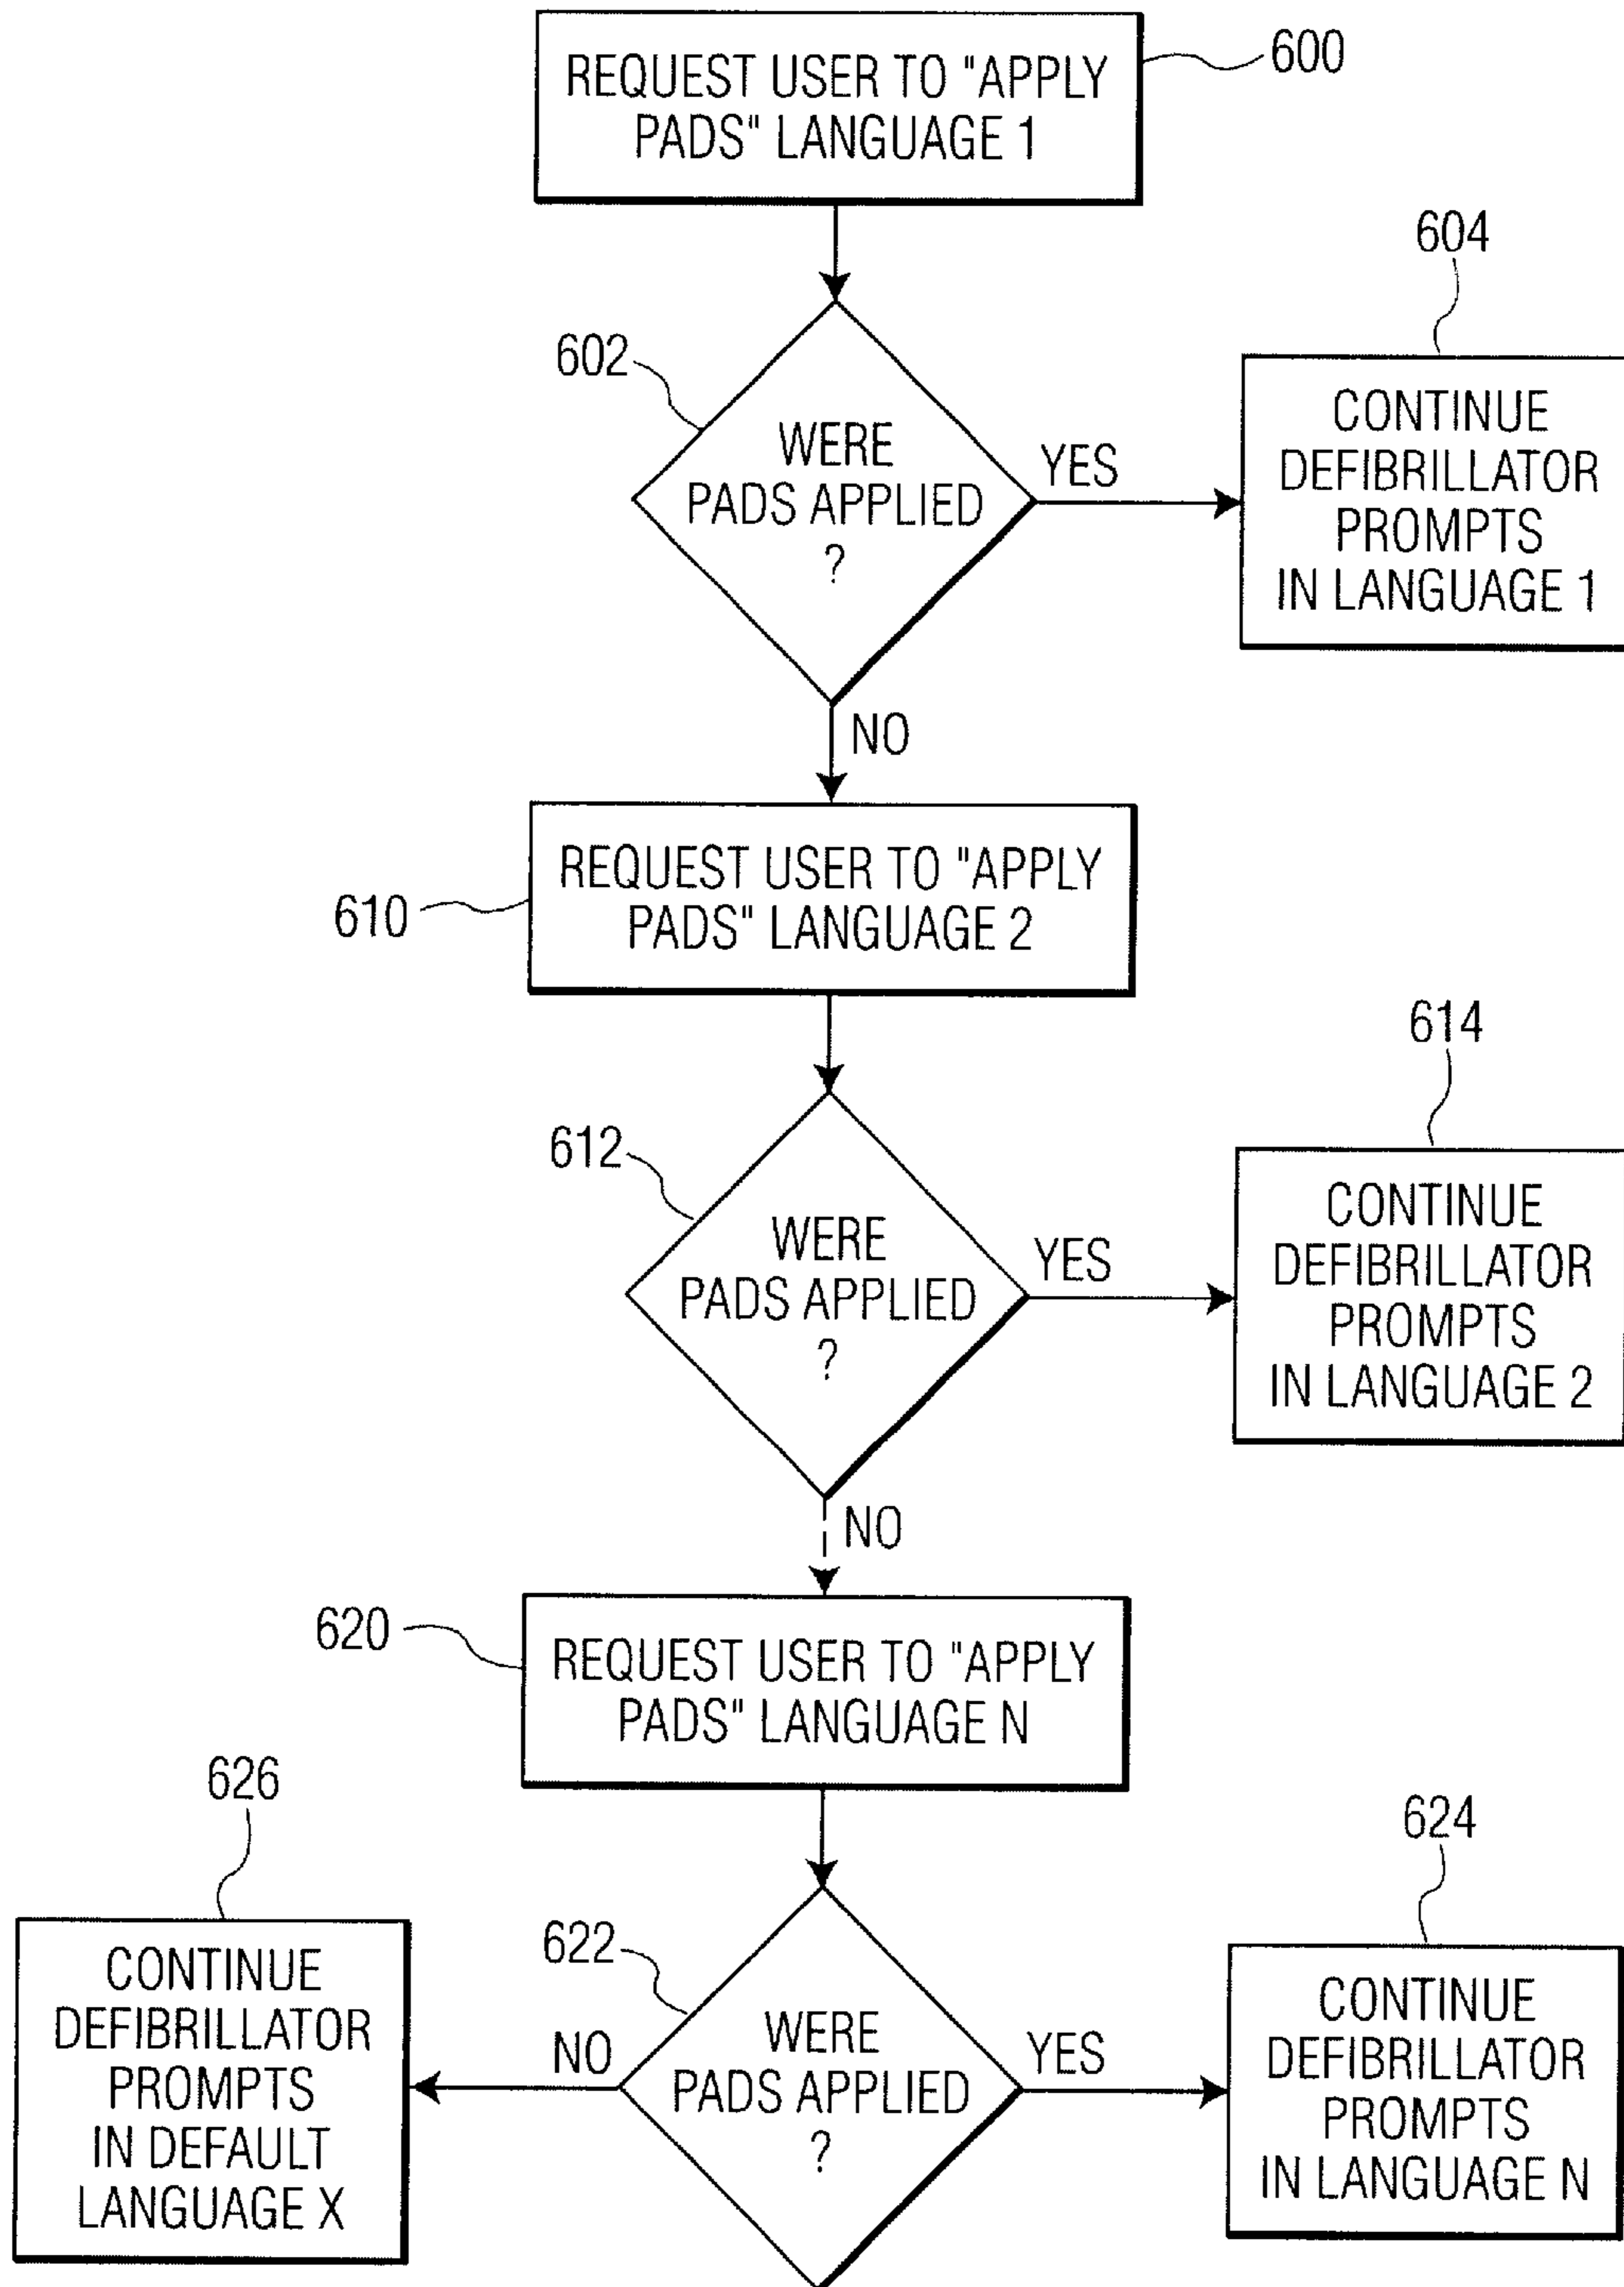 REQUEST USER TO "APPLY
PADS" LANGUAGE 1
600
602
WERE
PADS APPLIED
?
YES
604
CONTINUE
DEFIBRILLATOR
PROMPTS
IN LANGUAGE 1
NO
610
REQUEST USER TO "APPLY
PADS" LANGUAGE 2
612
WERE
PADS APPLIED
?
YES
614
CONTINUE
DEFIBRILLATOR
PROMPTS
IN LANGUAGE 2
NO
620
REQUEST USER TO "APPLY
PADS" LANGUAGE N
622
WERE
PADS APPLIED
?
NO
626
CONTINUE
DEFIBRILLATOR
PROMPTS
IN DEFAULT
LANGUAGE X
YES
624
CONTINUE
DEFIBRILLATOR
PROMPTS
IN LANGUAGE N